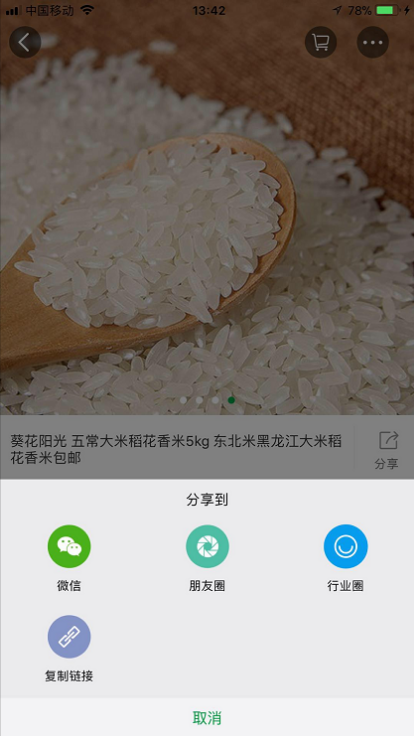 中国移动 13:42 78%
葵花阳光 五常大米稻花香米5kg 东北米黑龙江大米稻
花香米包邮
分享
分享到
微信 朋友圈 行业圈
复制链接
取消